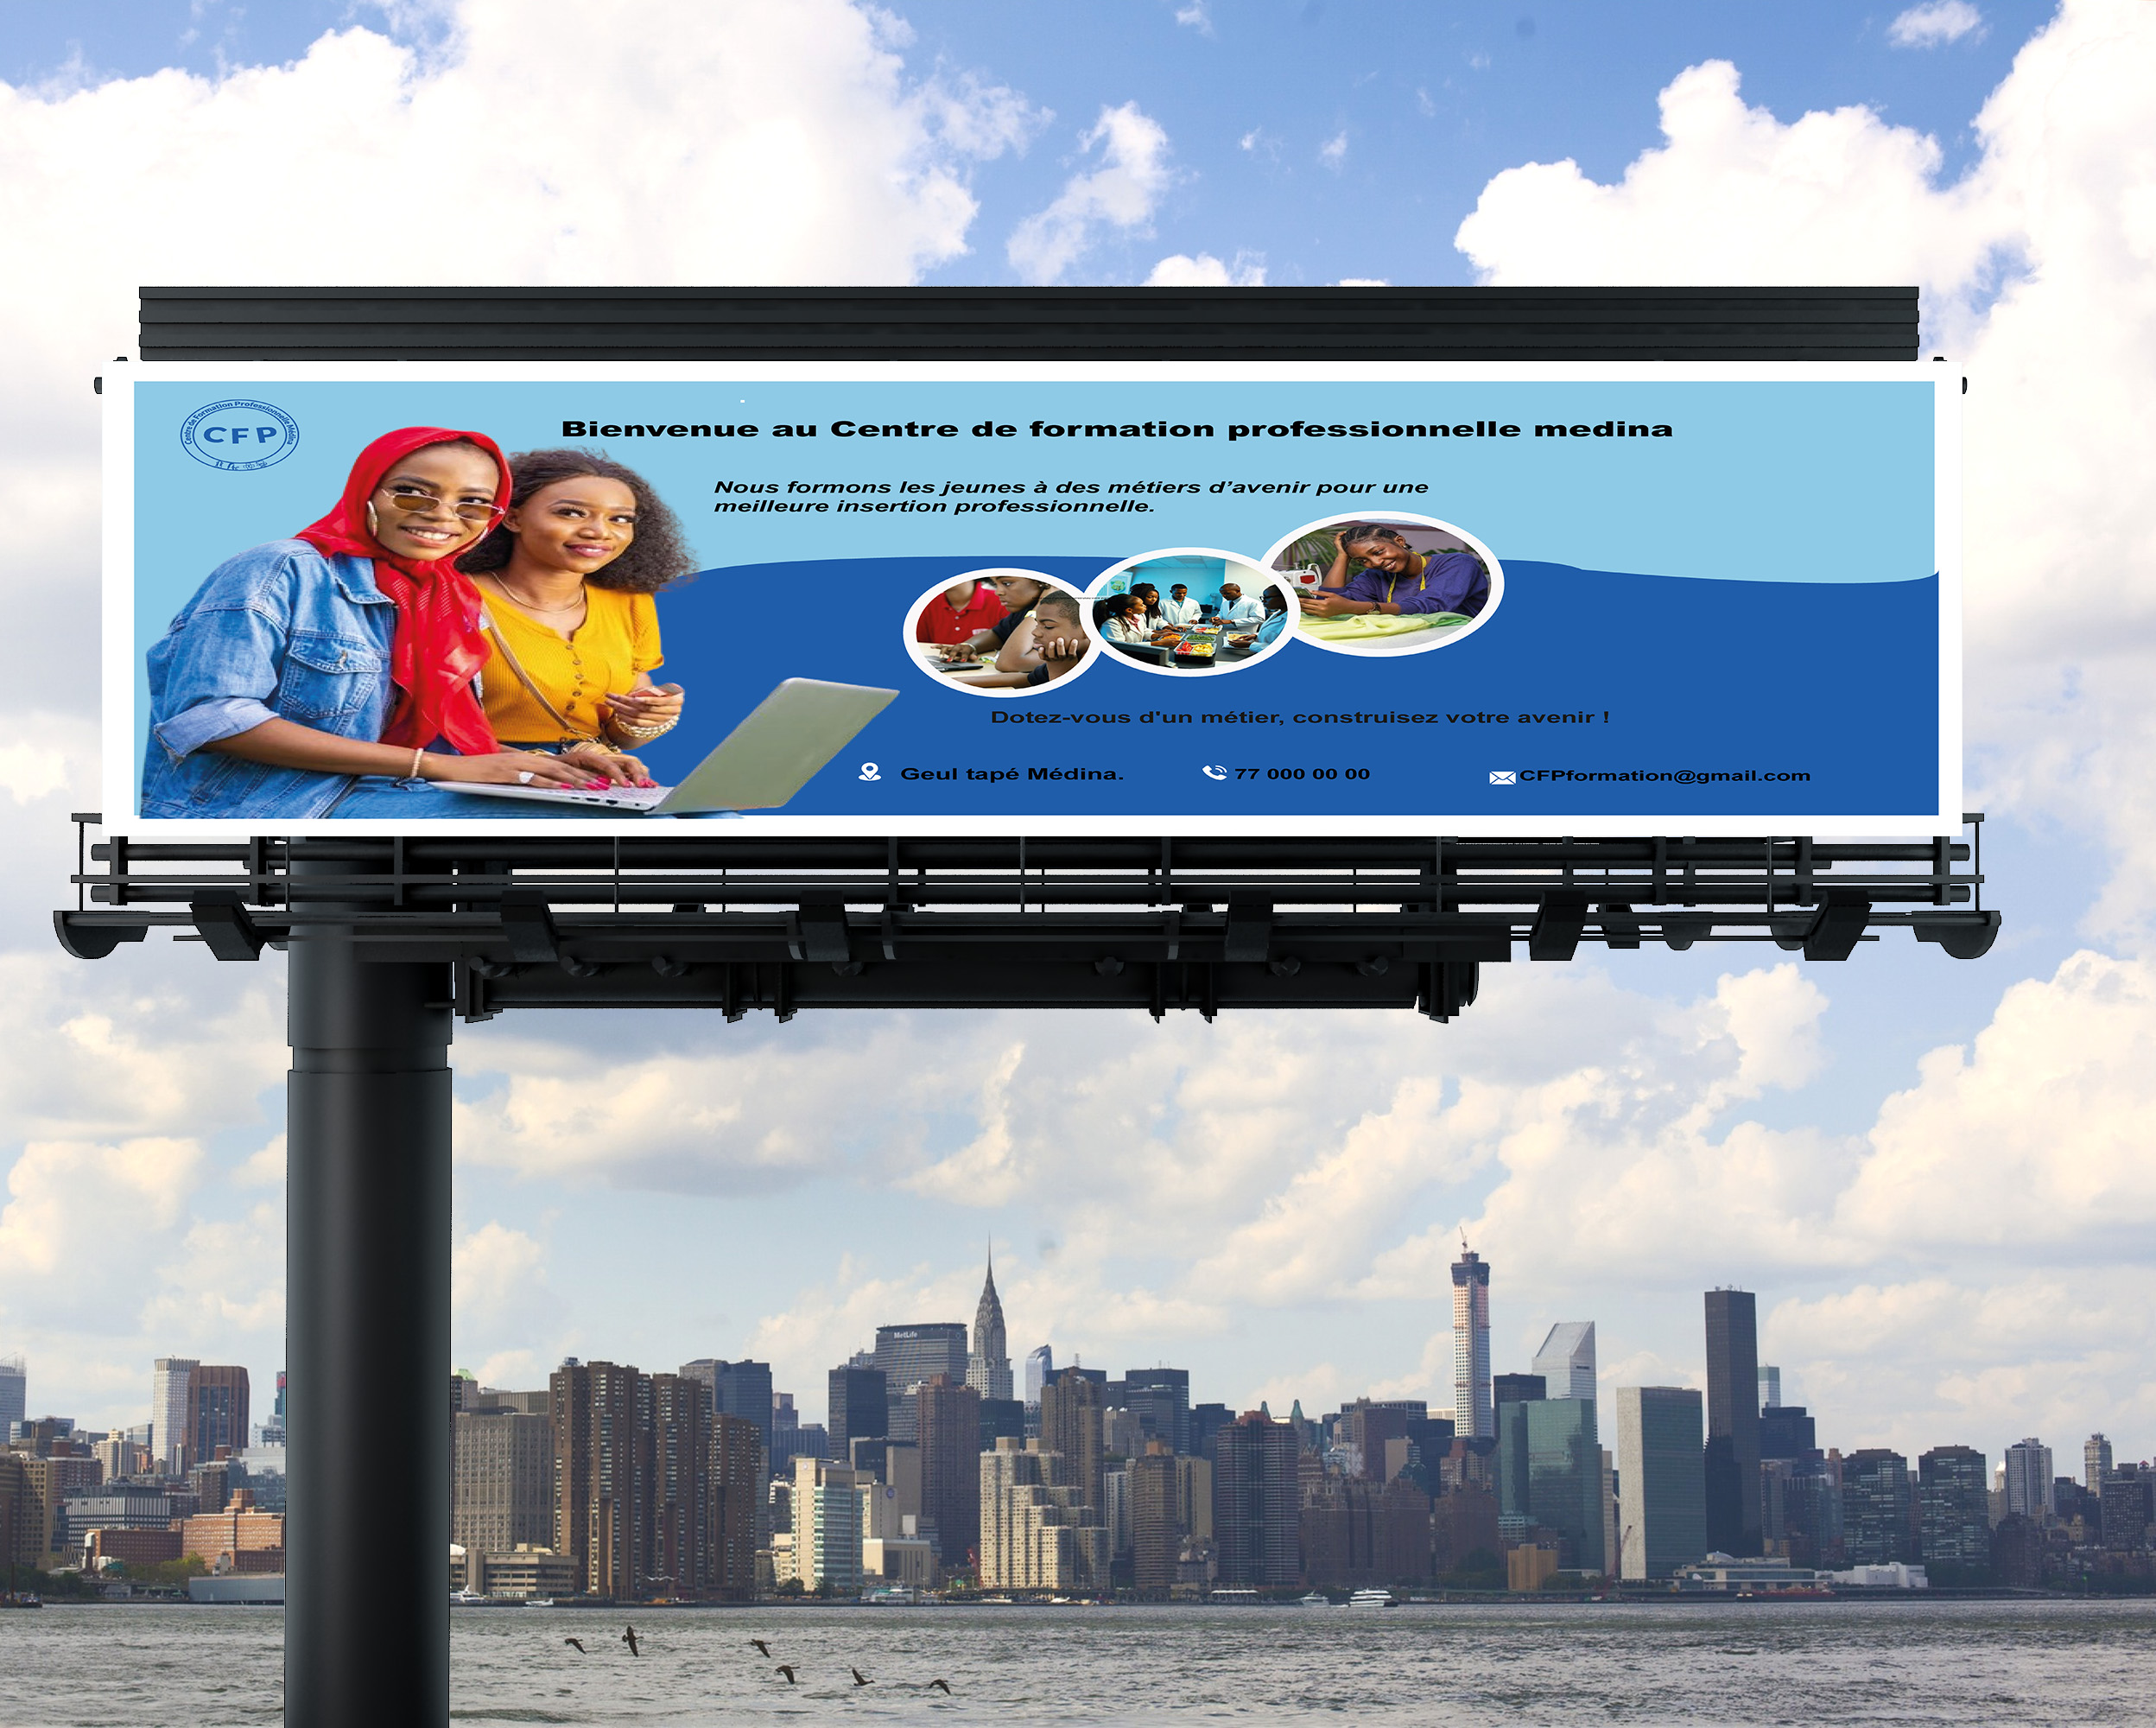 Centre de Formation Professionnelle Médina
CFP
Bienvenue au Centre de formation professionnelle medina
Nous formons les jeunes à des métiers d’avenir pour une
meilleure insertion professionnelle.
Dotez-vous d'un métier, construisez votre avenir !
Geul tapé Médina.
77 000 00 00
CFPformation@gmail.com
MetLife